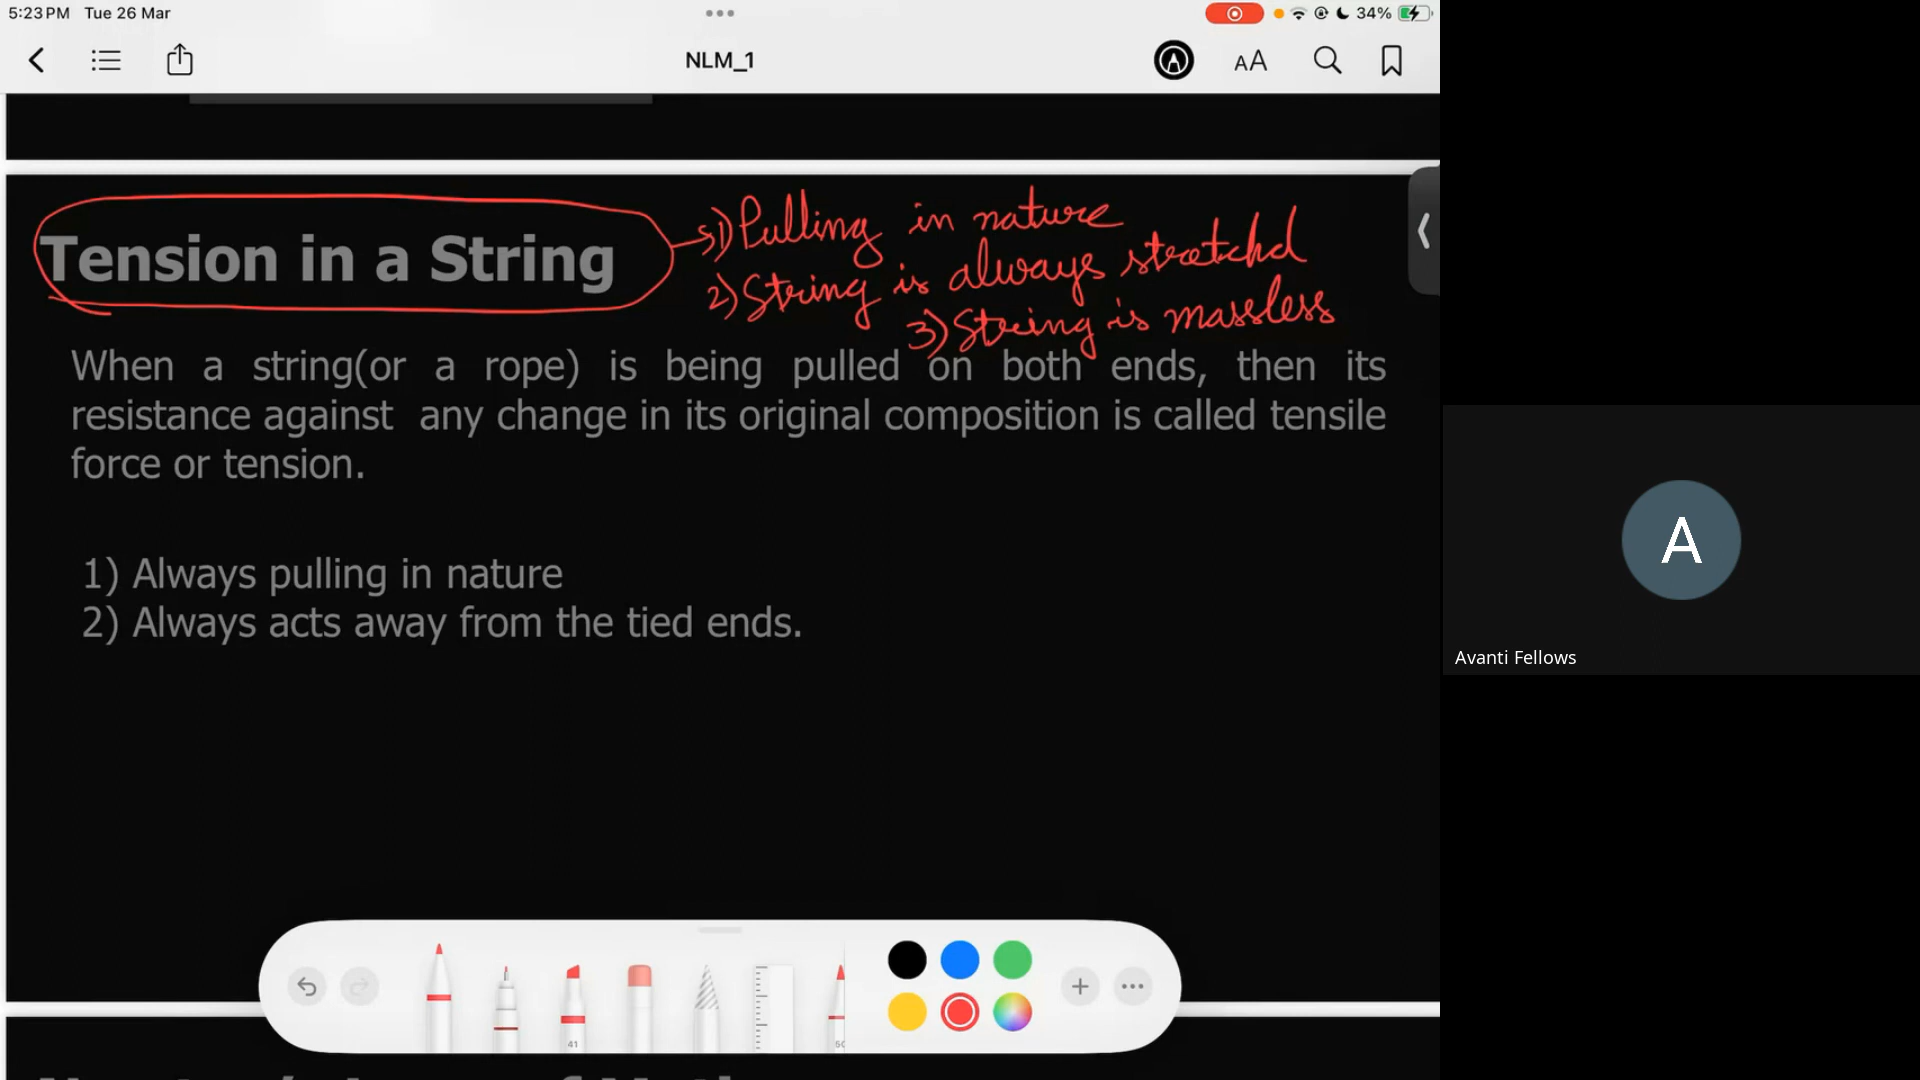 5:23 PM Tue 26 Mar
34%
NLM_1
AA
Tension in a String
1) Pulling in nature
2) String is always stretchd
3) String is massless
When a string(or a rope) is being pulled on both ends, then its
resistance against any change in its original composition is called tensile
force or tension.
1) Always pulling in nature
2) Always acts away from the tied ends.
A
Avanti Fellows
41